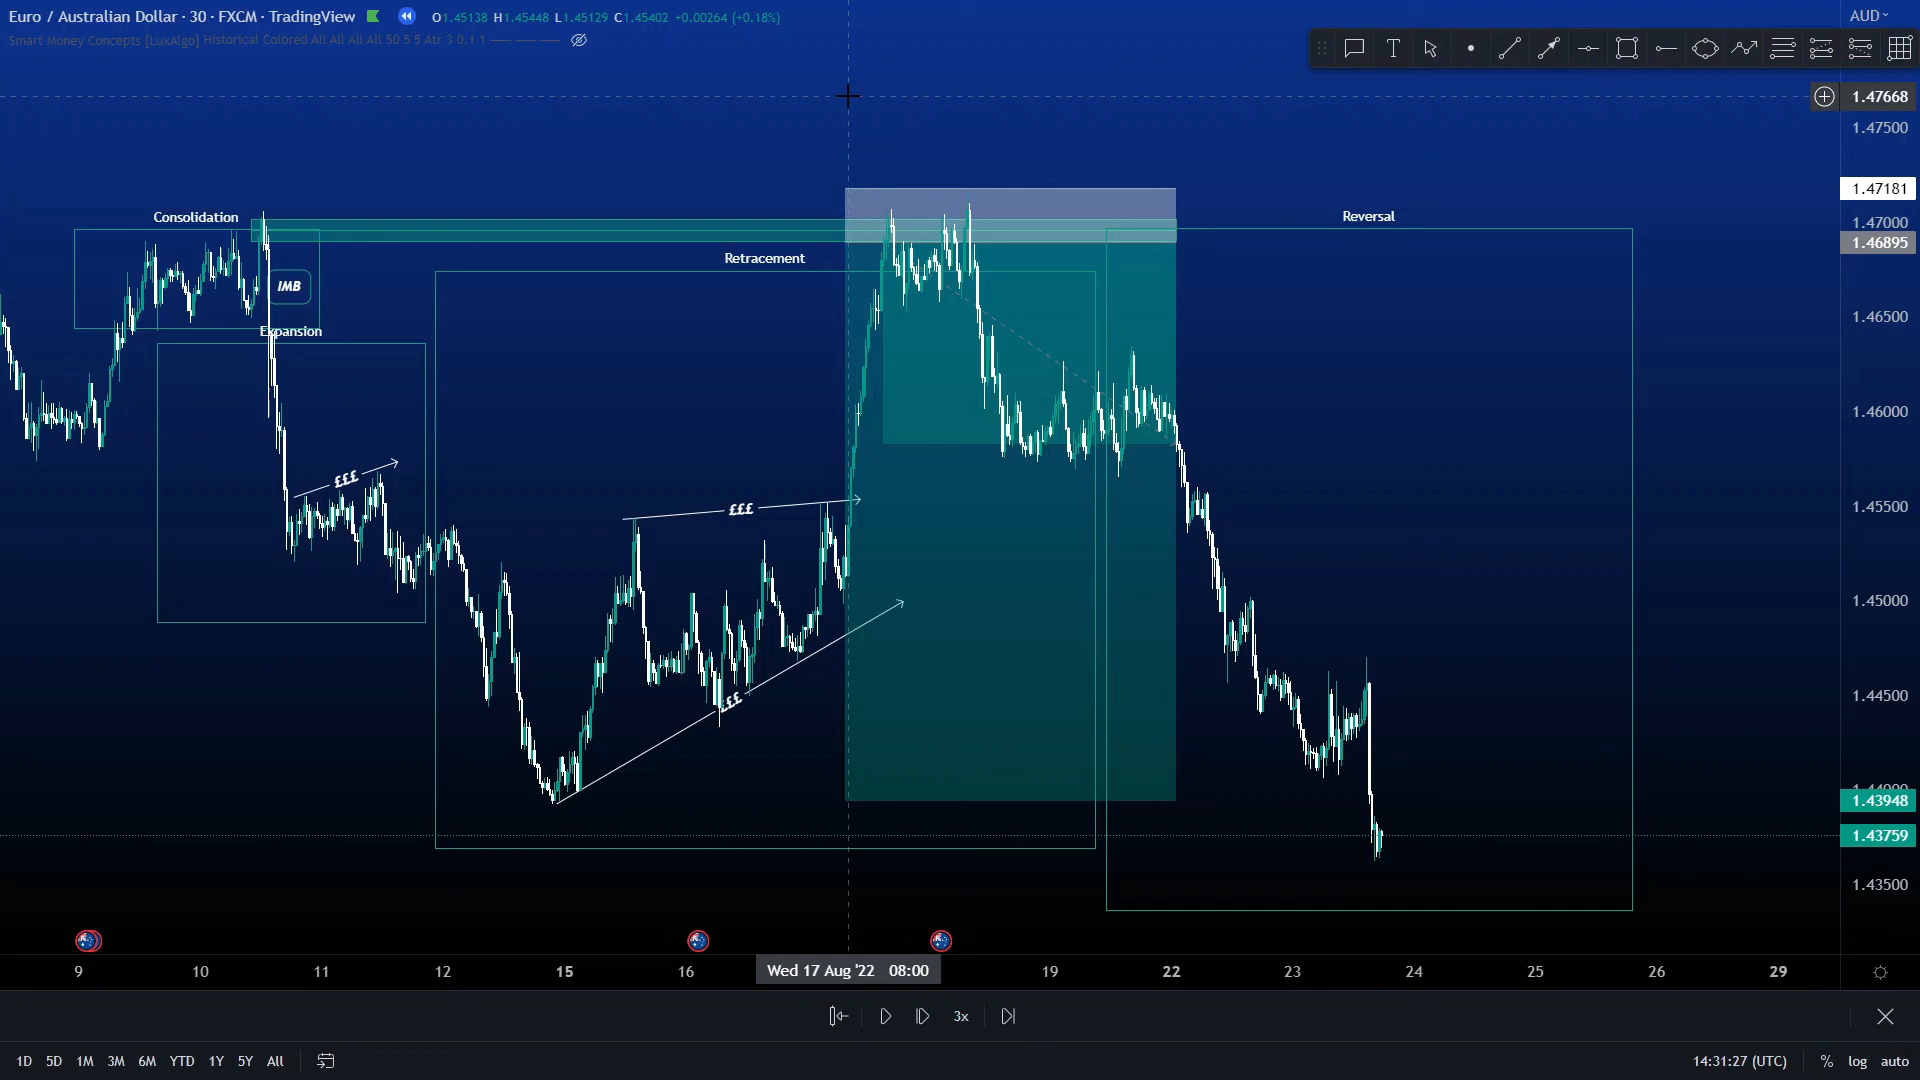 Euro / Australian Dollar · 30 · FXCM · TradingView O1.45138 H1.45448 L1.45129 C1.45402 +0.00264 (+0.18%)
AUD
Smart Money Concepts [LuxAlgo] Historical Colored All All All All 50 5 5 Atr 3 0.1 1
1.47668
1.47500
1.47181
Consolidation
Reversal
1.47000
1.46895
Retracement
IMB
1.46500
Expansion
1.46000
£££
£££
1.45500
1.45000
£££
1.44500
1.44000
1.43948
1.43759
1.43500
9 10 11 12 15 16 Wed 17 Aug '22 08:00 19 22 23 24 25 26 29
3x
1D 5D 1M 3M 6M YTD 1Y 5Y All 14:31:27 (UTC) % log auto